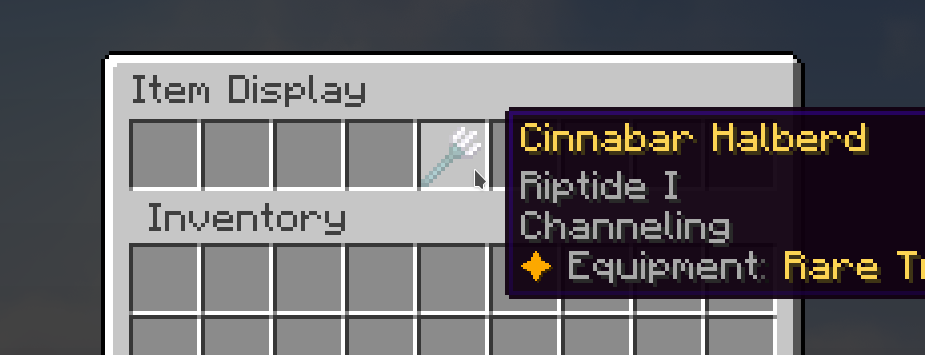 Item Display
Cinnabar Halberd
Riptide I
Channeling
Inventory
Equipment: Rare